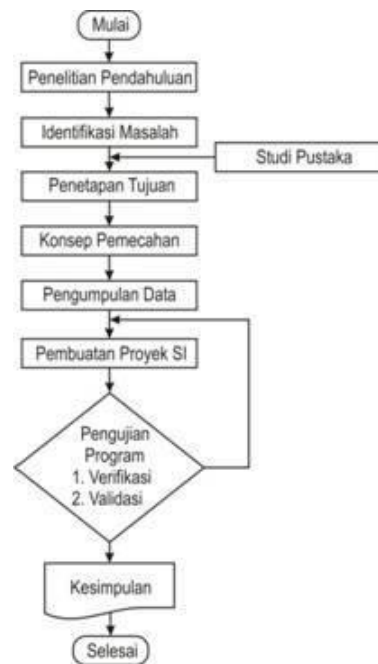 Mulai
Penelitian Pendahuluan
Identifikasi Masalah
Studi Pustaka
Penetapan Tujuan
Konsep Pemecahan
Pengumpulan Data
Pembuatan Proyek SI
Pengujian
Program
1. Verifikasi
2. Validasi
Kesimpulan
Selesai